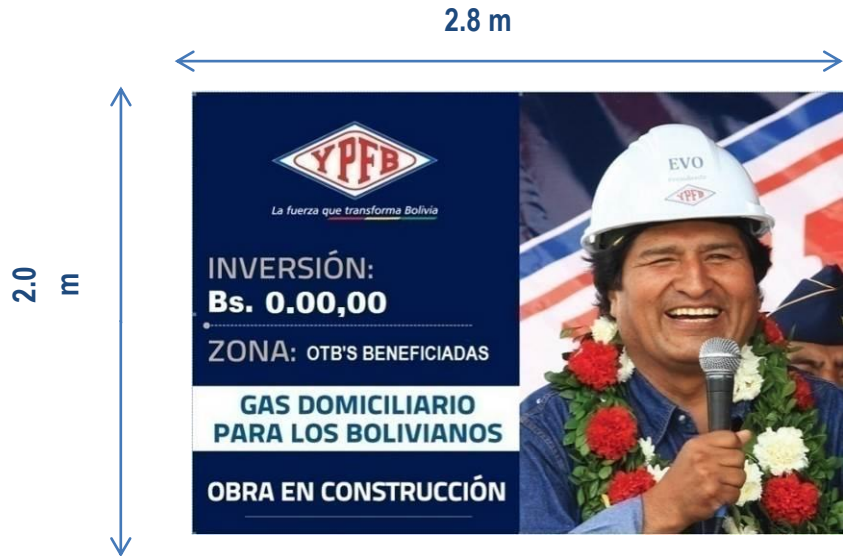 2.8 m
2.0
m
YPFB
La fuerza que transforma Bolivia
INVERSIÓN:
Bs. 0.00,00
ZONA: OTB'S BENEFICIADAS
GAS DOMICILIARIO
PARA LOS BOLIVIANOS
OBRA EN CONSTRUCCIÓN
EVO
YPFB